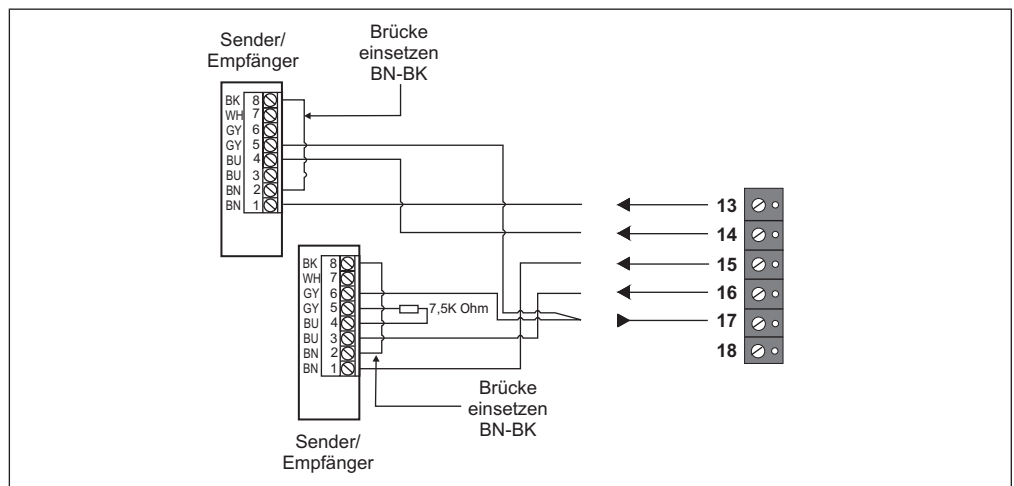 Sender/
Empfänger
Brücke
einsetzen
BN-BK
BK 8
WH 7
GY 6
GY 5
BU 4
BU 3
BN 2
BN 1
13
14
15
16
17
18
BK 8
WH 7
GY 6
GY 5
BU 4
BU 3
BN 2
BN 1
7,5K Ohm
Brücke
einsetzen
BN-BK
Sender/
Empfänger